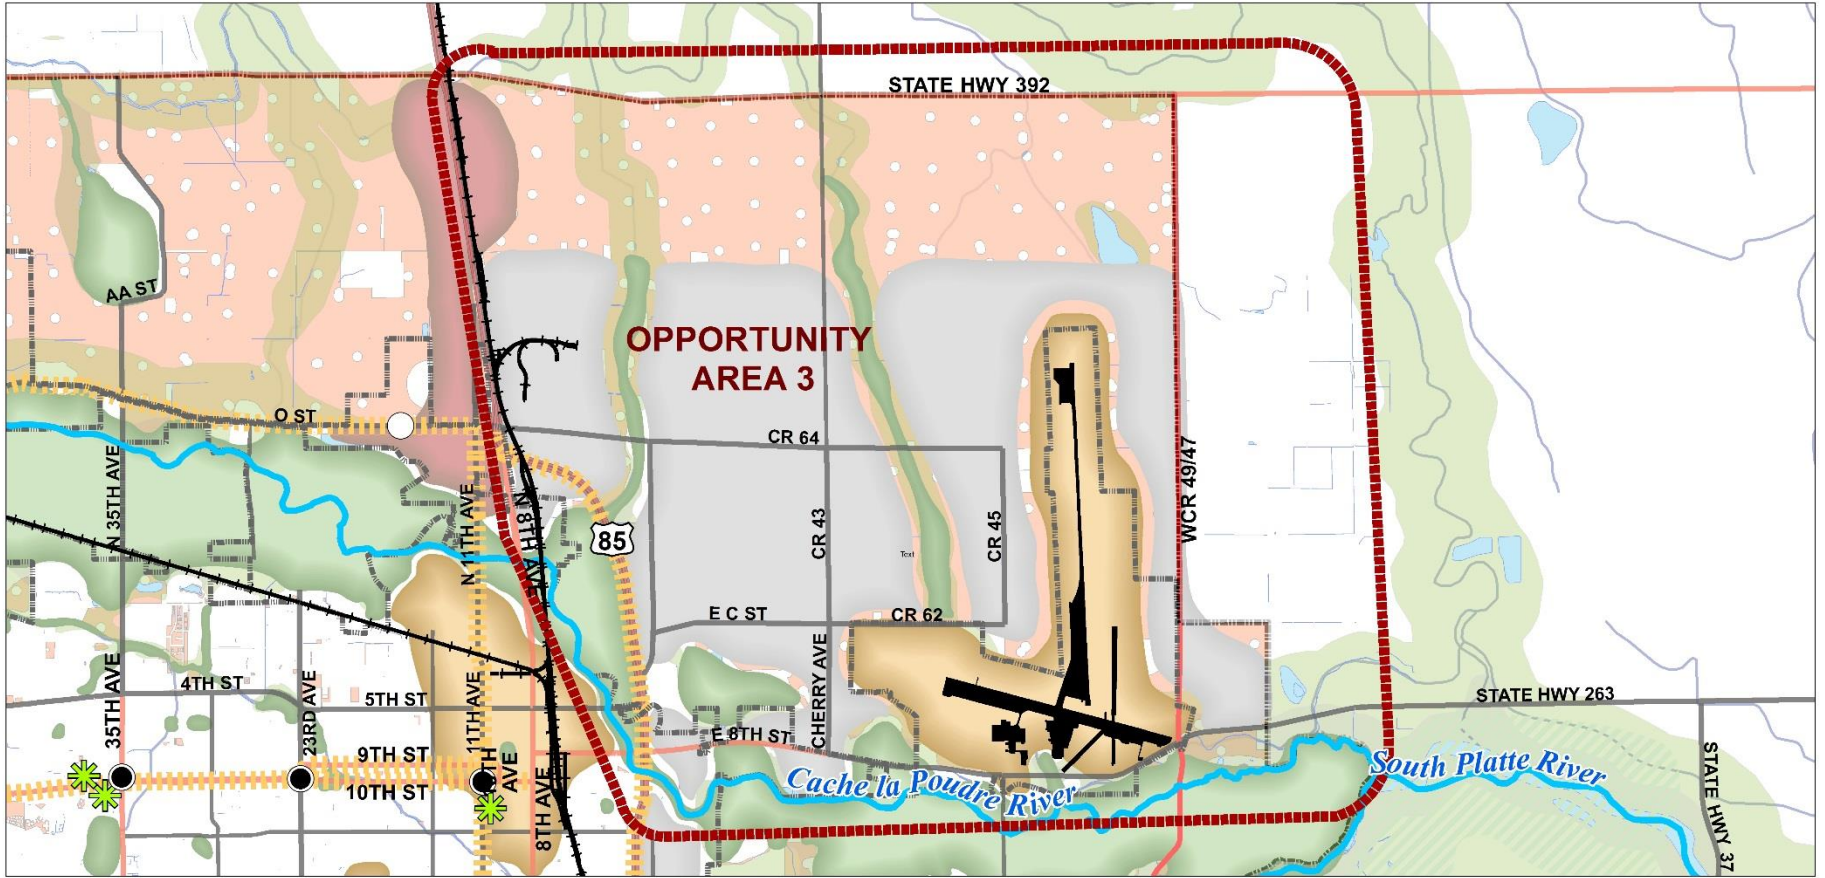 STATE HWY 392
AA ST
OPPORTUNITY
AREA 3
O ST
CR 64
N 35TH AVE
N 11TH AVE
N 8TH AVE
85
CR 43
Text
CR 45
WCR 49/47
E C ST
CR 62
4TH ST
5TH ST
35TH AVE
23RD AVE
11TH AVE
CHERRY AVE
STATE HWY 263
9TH ST
E 8TH ST
10TH ST
AVE
8TH AVE
Cache la Poudre River
South Platte River
STATE HWY 37